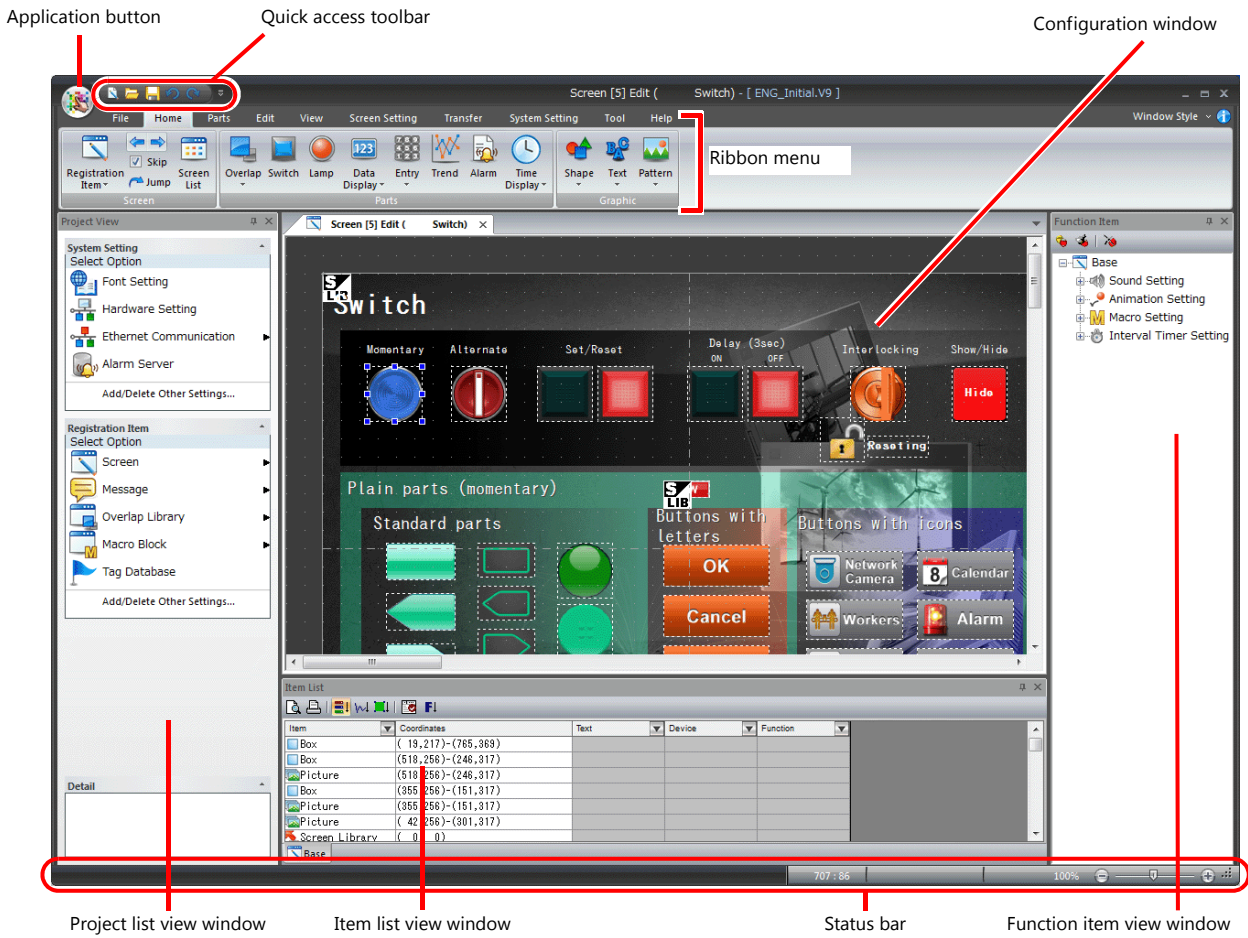 Application button
Quick access toolbar
Configuration window
Screen [5] Edit ( Switch) - [ ENG_Initial.V9 ]
File Home Parts Edit View Screen Setting Transfer System Setting Tool Help
Window Style
Registration Item
Skip
Jump
Screen List
Overlap Switch Lamp Data Display Entry Trend Alarm Time Display
Shape Text Pattern
Screen
Parts
Graphic
Ribbon menu
Project View
System Setting
Select Option
Font Setting
Hardware Setting
Ethernet Communication
Alarm Server
Add/Delete Other Settings...
Registration Item
Select Option
Screen
Message
Overlap Library
Macro Block
Tag Database
Add/Delete Other Settings...
Detail
Screen [5] Edit ( Switch)
S LIB
Switch
Momentary Alternate Set/Reset Delay (3sec) Interlocking Show/Hide
ON OFF
Hide
Reseting
Plain parts (momentary)
S LIB
Standard parts
Buttons with letters
Buttons with icons
OK
Cancel
Network Camera
8 Calendar
Workers
Alarm
Function Item
Base
Sound Setting
Animation Setting
Macro Setting
Interval Timer Setting
Item List
Item Coordinates Text Device Function
Box ( 19,217)-(765,369)
Box (518,256)-(246,317)
Picture (518,256)-(246,317)
Box (355,256)-(151,317)
Picture (355,256)-(151,317)
Picture ( 42,256)-(301,317)
Screen Library ( 0, 0)
Base
707 : 86
100%
Project list view window
Item list view window
Status bar
Function item view window